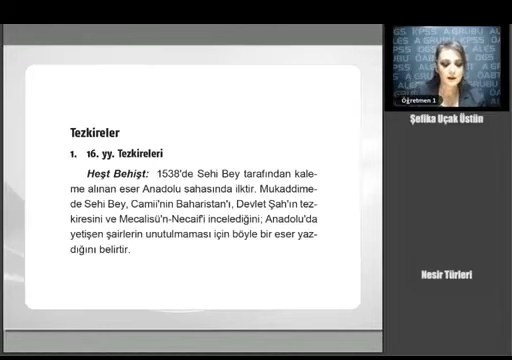 Tezkireler
1. 16. yy. Tezkireleri
Heşt Behişt: 1538'de Sehi Bey tarafından kale-
me alınan eser Anadolu sahasında ilktir. Mukaddime-
de Sehi Bey, Camii'nin Baharistan'ı, Devlet Şah'ın tez-
kiresini ve Mecalisü'n-Necaif'i incelediğini; Anadolu'da
yetişen şairlerin unutulmaması için böyle bir eser yaz-
dığını belirtir.
Öğretmen 1
Şefika Uçak Üstün
Nesir Türleri